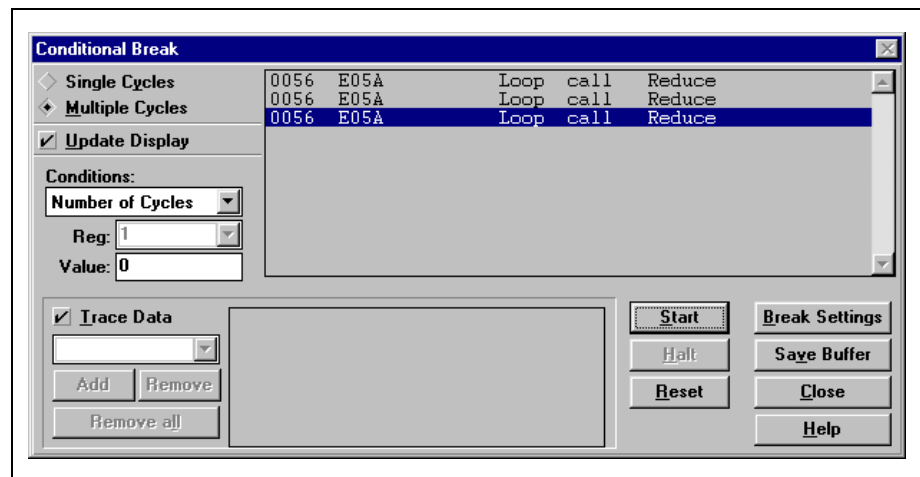 Conditional Break
Single Cycles
Multiple Cycles
Update Display
Conditions:
Number of Cycles
Reg: 1
Value: 0
0056 E05A Loop call Reduce
0056 E05A Loop call Reduce
0056 E05A Loop call Reduce
Trace Data
Add Remove
Remove all
Start
Halt
Reset
Break Settings
Save Buffer
Close
Help